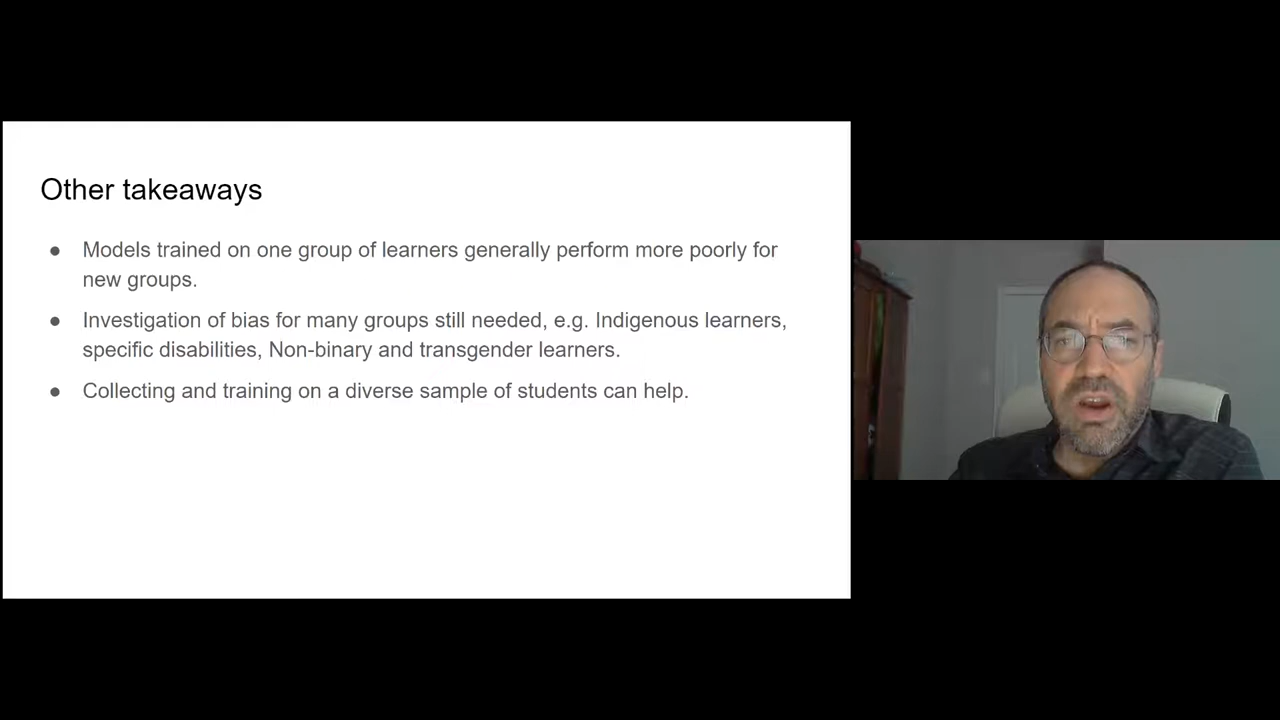 Other takeaways
● Models trained on one group of learners generally perform more poorly for
new groups.
● Investigation of bias for many groups still needed, e.g. Indigenous learners,
specific disabilities, Non-binary and transgender learners.
● Collecting and training on a diverse sample of students can help.